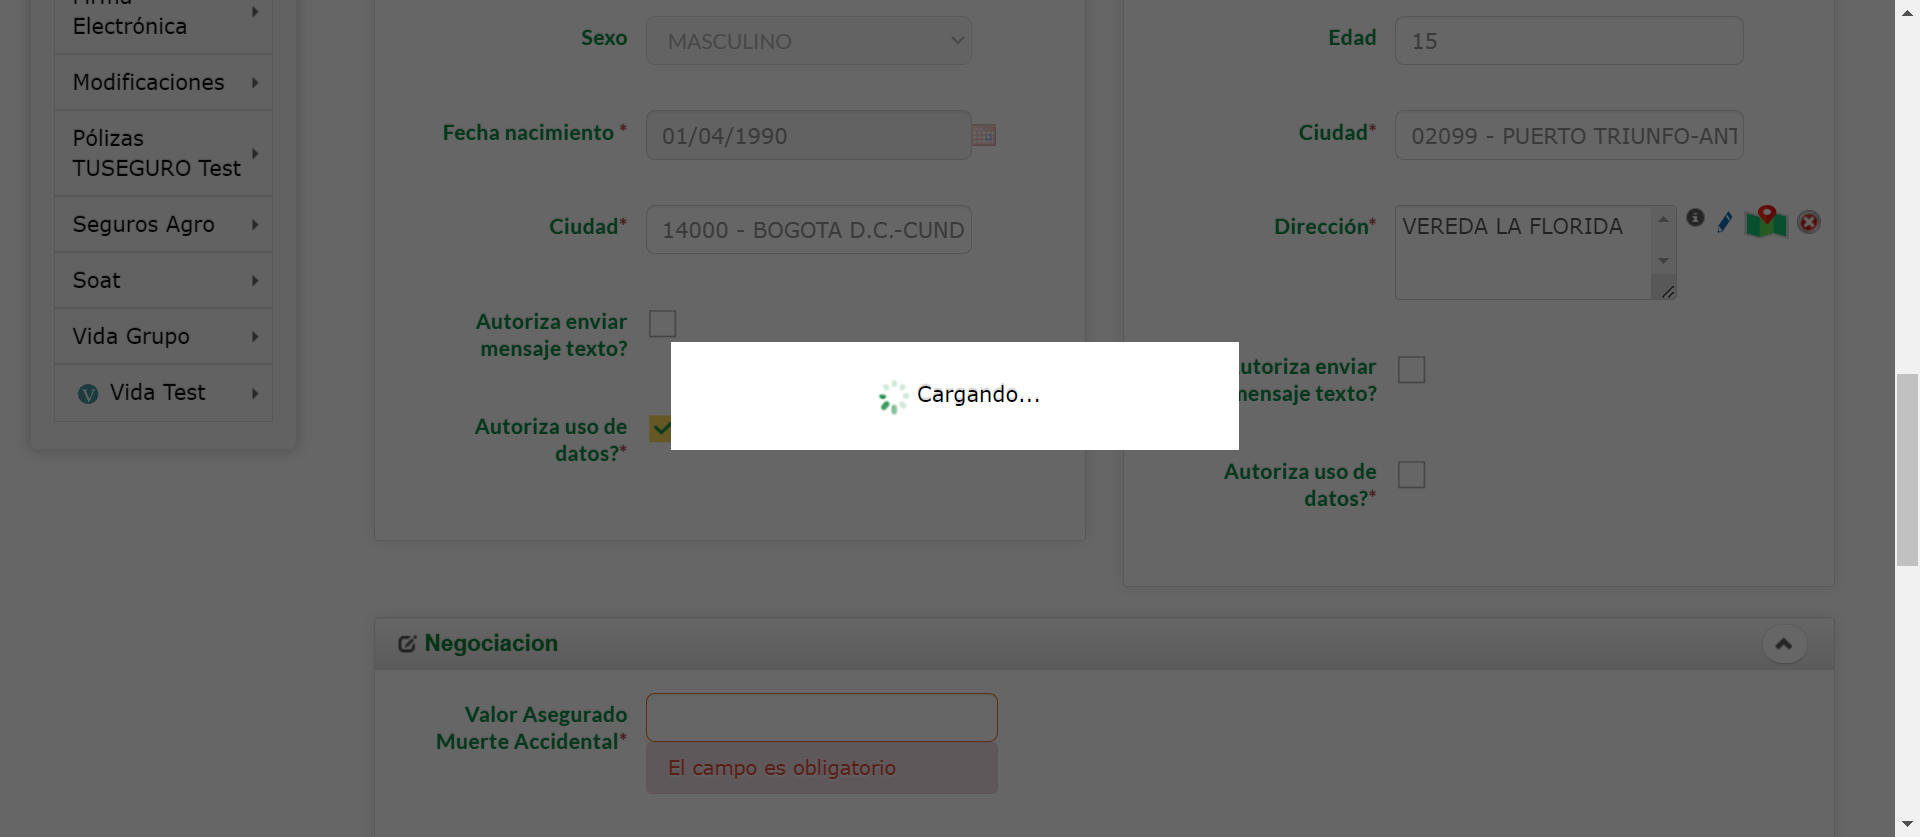 Firma
Electrónica
Modificaciones
Pólizas
TUSEGURO Test
Seguros Agro
Soat
Vida Grupo
V Vida Test
Sexo MASCULINO
Fecha nacimiento * 01/04/1990
Ciudad* 14000 - BOGOTA D.C.-CUND
Autoriza enviar
mensaje texto?
Autoriza uso de
datos?*
Edad 15
Ciudad* 02099 - PUERTO TRIUNFO-ANT
Dirección* VEREDA LA FLORIDA
utoriza enviar
mensaje texto?
Autoriza uso de
datos?*
Cargando...
Negociacion
Valor Asegurado
Muerte Accidental*
El campo es obligatorio